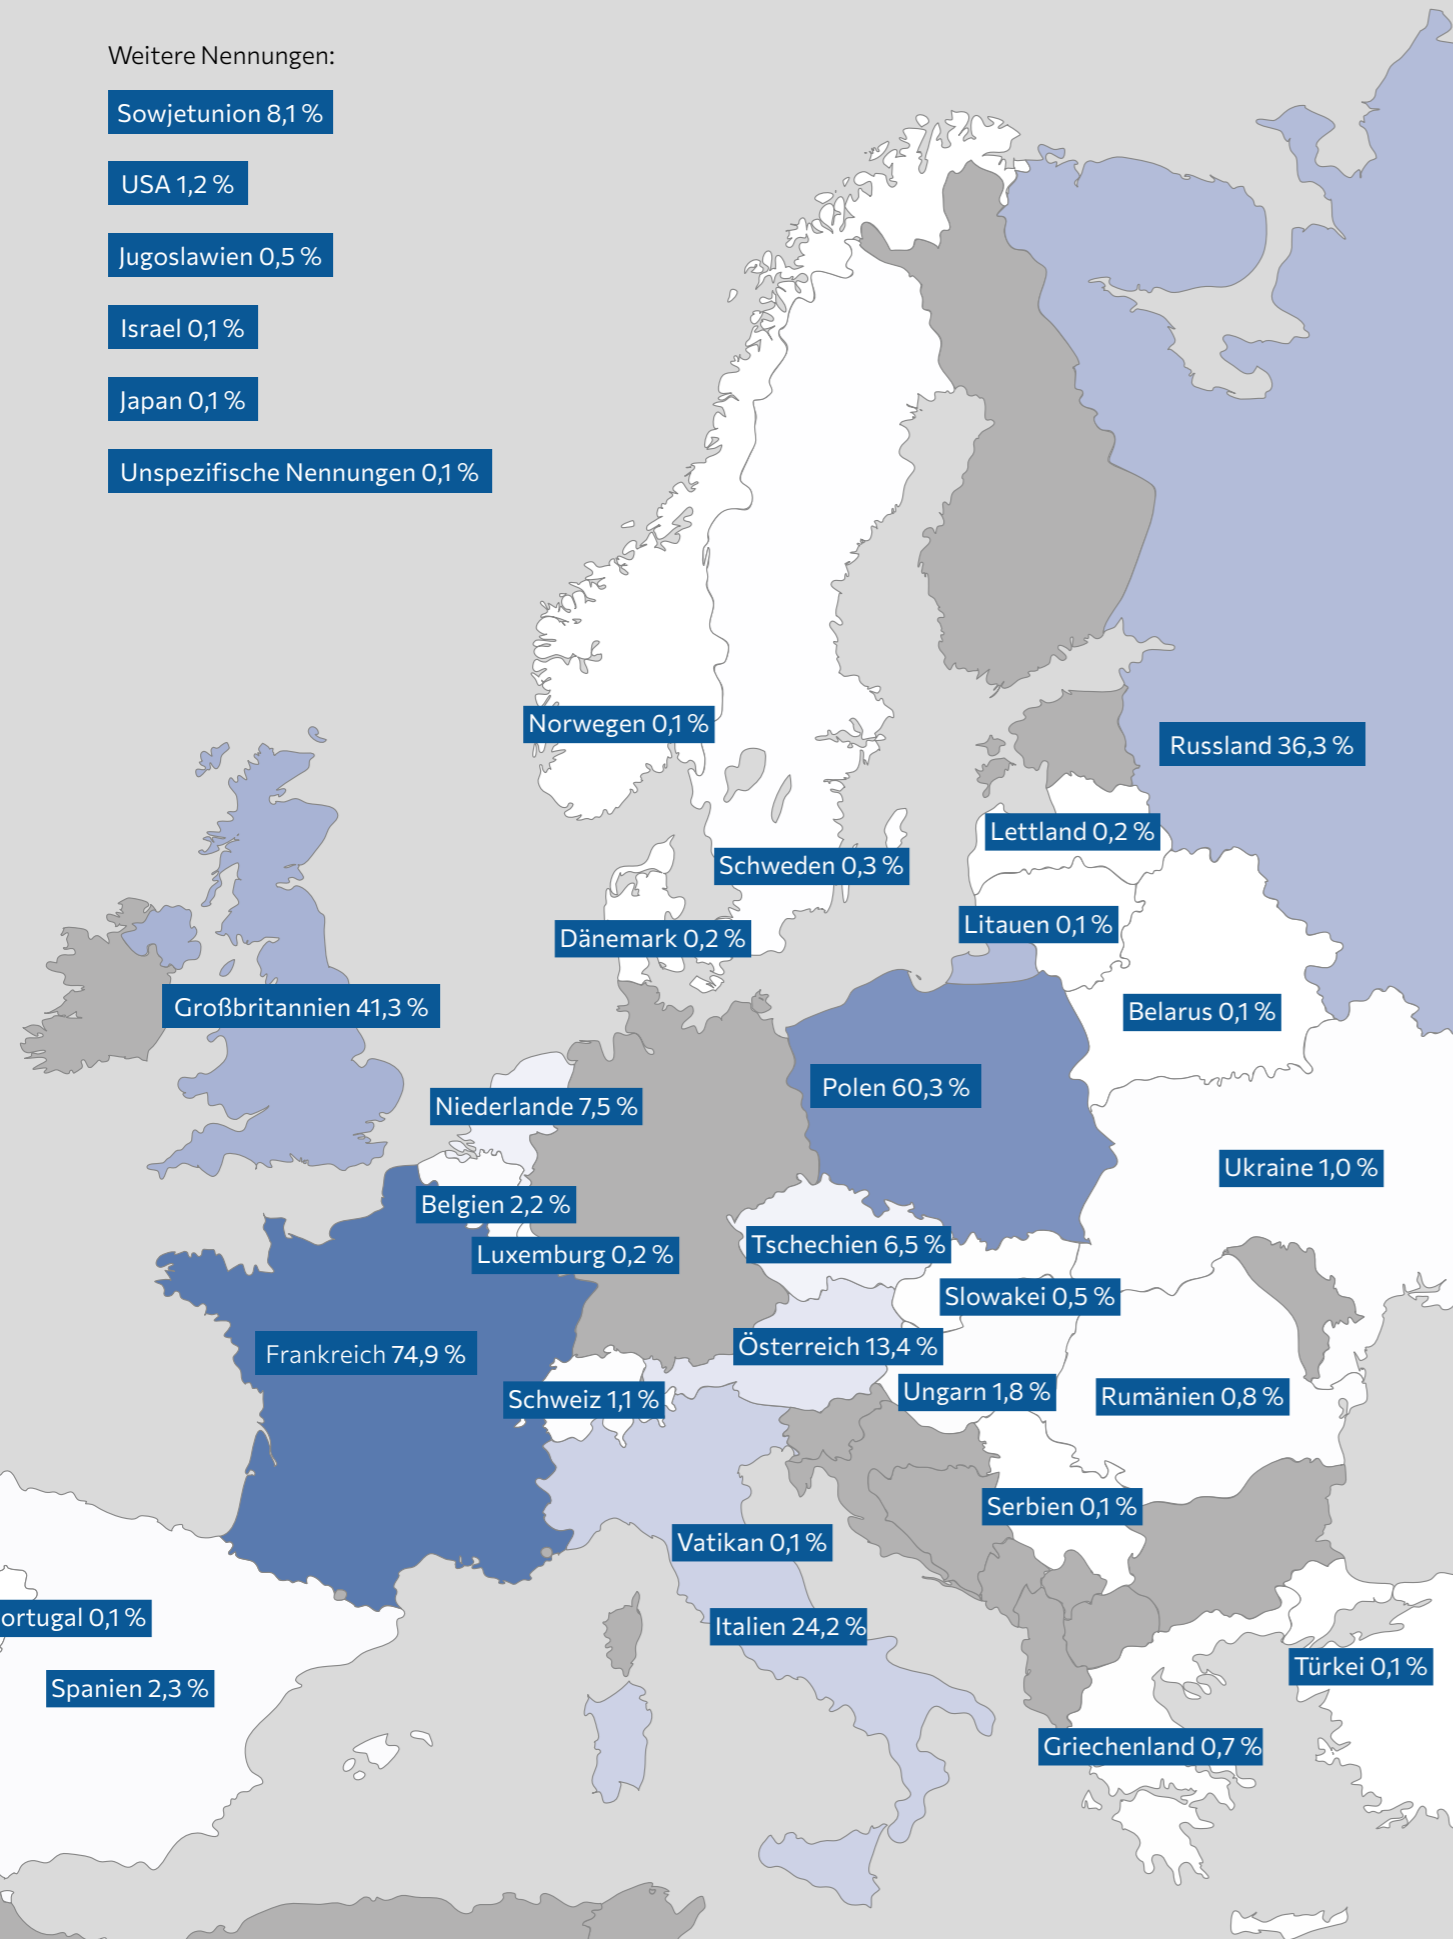 Weitere Nennungen:
Sowjetunion 8,1 %
USA 1,2 %
Jugoslawien 0,5 %
Israel 0,1 %
Japan 0,1 %
Unspezifische Nennungen 0,1 %
Norwegen 0,1 %
Russland 36,3 %
Lettland 0,2 %
Schweden 0,3 %
Litauen 0,1 %
Dänemark 0,2 %
Großbritannien 41,3 %
Belarus 0,1 %
Polen 60,3 %
Niederlande 7,5 %
Ukraine 1,0 %
Belgien 2,2 %
Tschechien 6,5 %
Luxemburg 0,2 %
Slowakei 0,5 %
Österreich 13,4 %
Frankreich 74,9 %
Ungarn 1,8 %
Rumänien 0,8 %
Schweiz 1,1 %
Serbien 0,1 %
Vatikan 0,1 %
ortugal 0,1 %
Italien 24,2 %
Türkei 0,1 %
Spanien 2,3 %
Griechenland 0,7 %